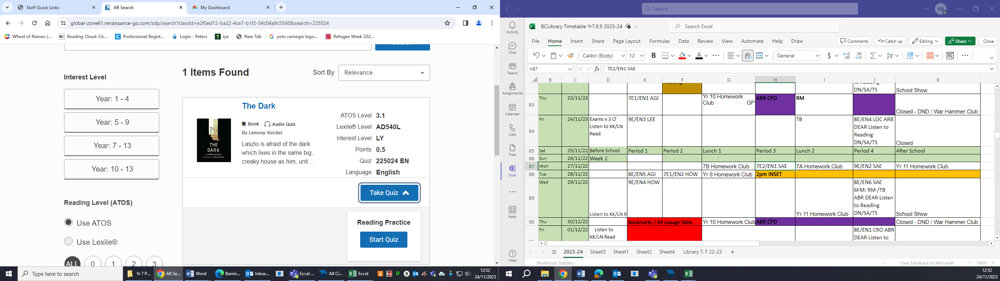 Staff Quick Links
AR Search
My Dashboard
global-zone61.renaissance-go.com/sdp/search?classId=e2f0ed12-ba22-4ce7-b1f2-54c04a9c5560&search=225024
Wheel of Names |...
Reading Cloud: Cir...
Professional Regist...
Login - Peters
iya
New Tab
yoto carnegie logo...
Refugee Week 202...
Interest Level
Year: 1 - 4
Year: 5 - 9
Year: 7 - 13
Year: 10 - 13
Reading Level (ATOS)
Use ATOS
Use Lexile®
ALL 0 1 2 3
1 Items Found
Sort By Relevance
The Dark
Book Audio Quiz
By Lemony Snicket
Laszlo is afraid of the dark
which lives in the same big,
creaky house as him, unti...
THE
DARK
ATOS Level 3.1
Lexile® Level AD540L
Interest Level LY
Points 0.5
Quiz 225024 EN
Language English
Take Quiz
Reading Practice
Start Quiz
Type here to search
Yr 7 P...
AR Se...
Word
Barrin...
Inbox...
Excel ...
All Ci...
Excel
12:52
24/11/2023
Search
AB
Activity
Chat
Teams
Assignments
Calendar
Calls
Files
Excel
Apps
Help
BCLibrary Timetable Yr7,8,9 2023-24
Search Excel
File Home Insert Share Page Layout Formulas Data Review View Automate Help Draw
Comments Catch up Editing Share Close
Calibri (Body) 12 B A General $
H87 fx 7E2/EN1 SAE
B C D E F G H I J K
Reading
to Reading
DN/SA/TS School Show
83 Thu 23/11/23 7E1/EN1 AGI Yr 10 Homework Club GP ABR CPD RM Closed - DND / War Hammer Club
84 Fri 24/11/23 Exams x 3 LT Listen to KK/LN Read 9E/EN3 LEE TB 8E/EN4 LOC ARB DEAR Listen to Reading DN/SA/TS Closed
85 Sat 25/11/22 Before School Period 1 Period 2 Lunch 1 Period 3 Lunch 2 Period 4 After School
86 Sun 26/11/22 Week 2
87 Mon 27/11/22 7B Homework Club 7E2/EN1 SAE 7A Homework Club 9E/EN2 SAE Yr 11 Homework Club
88 Tue 28/11/22 8E/EN5 AGI 7E1/EN2 HOW Yr 8 Homework Club 2pm INSET
89 Wed 29/11/22 Listen to KK/LN R 9E/EN4 HOW Yr 11 Homework Club 8E/EN6 SAE 6FM: RM /TB ABR DEAR Listen to Reading DN/SA/TS School Show
90 Thu 30/11/22 Bookmarks / AR Leauge Table Yr 10 Homework Club ABR CPD Closed - DND / War Hammer Club
Fri 01/12/22 Listen to KK/LN Read 8E/EN1 CRO ABR DEAR Listen to
2023-24 Sheet3 Sheet1 Sheet2 Sheet4 Library T-T 22-23
Workbook Statistics
Give Feedback to Microsoft 100%
12:52
24/11/2023